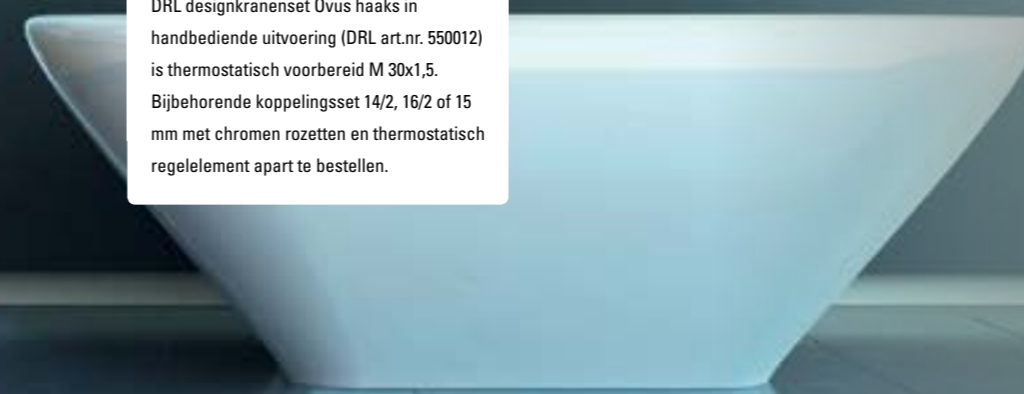 DRL designkranenset Ovus haaks in
handbediende uitvoering (DRL art.nr. 550012)
is thermostatisch voorbereid M 30x1,5.
Bijbehorende koppelingsset 14/2, 16/2 of 15
mm met chromen rozetten en thermostatisch
regelelement apart te bestellen.